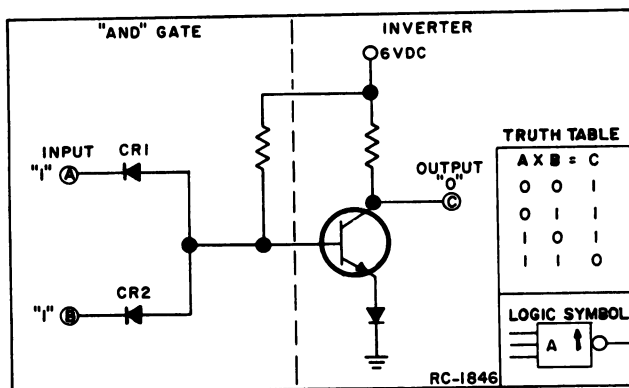 "AND" GATE
INVERTER
6VDC
INPUT
CR1
"1" A
OUTPUT
"0"
C
CR2
"1" B
TRUTH TABLE
A X B = C
0 0 1
0 1 1
1 0 1
1 1 0
LOGIC SYMBOL
A
RC-1846